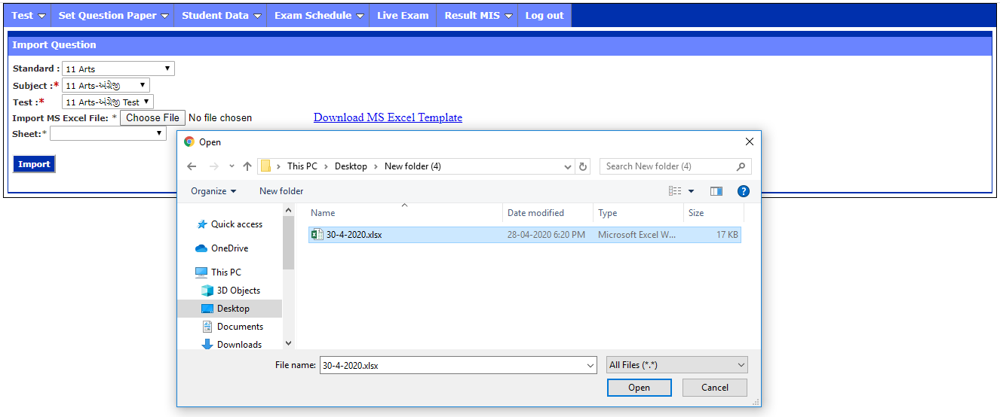 Test Set Question Paper Student Data Exam Schedule Live Exam Result MIS Log out
Import Question
Standard : 11 Arts
Subject :* 11 Arts-અંગ્રેજી
Test :* 11 Arts-અંગ્રેજી Test
Import MS Excel File: * Choose File No file chosen Download MS Excel Template
Sheet:*
Import
Open
This PC > Desktop > New folder (4) Search New folder (4)
Organize New folder
Name Date modified Type Size
Quick access
30-4-2020.xlsx 28-04-2020 6:20 PM Microsoft Excel W... 17 KB
OneDrive
This PC
3D Objects
Desktop
Documents
Downloads
File name: 30-4-2020.xlsx All Files (*.*)
Open Cancel